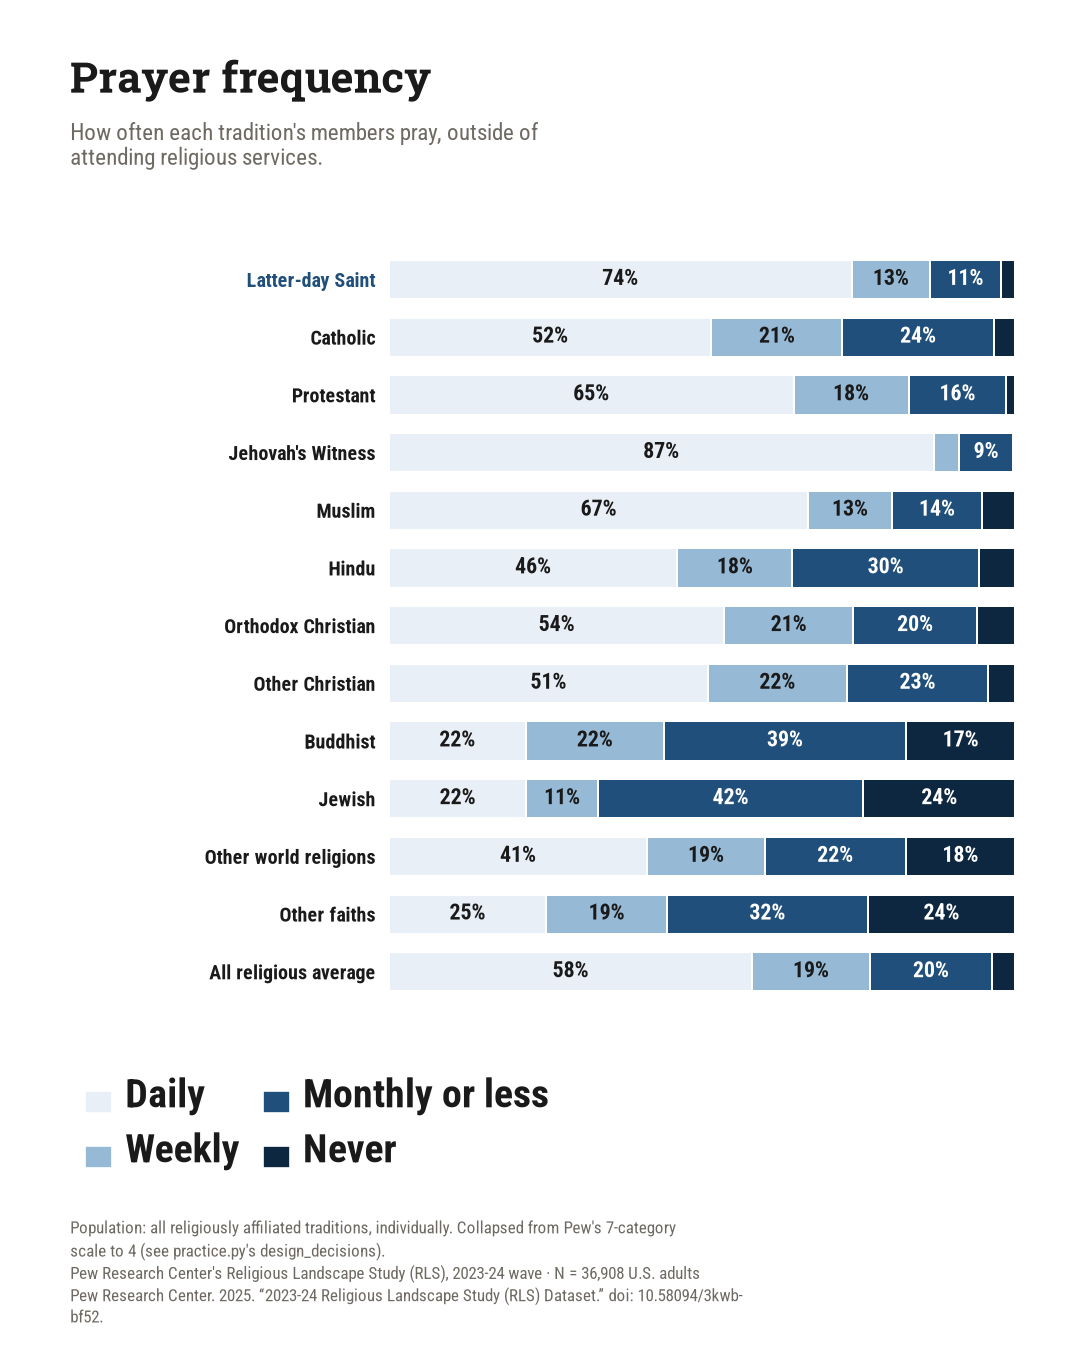 Prayer frequency
How often each tradition's members pray, outside of
attending religious services.
Latter-day Saint 74% 13% 11%
Catholic 52% 21% 24%
Protestant 65% 18% 16%
Jehovah's Witness 87% 9%
Muslim 67% 13% 14%
Hindu 46% 18% 30%
Orthodox Christian 54% 21% 20%
Other Christian 51% 22% 23%
Buddhist 22% 22% 39% 17%
Jewish 22% 11% 42% 24%
Other world religions 41% 19% 22% 18%
Other faiths 25% 19% 32% 24%
All religious average 58% 19% 20%
Daily Monthly or less
Weekly Never
Population: all religiously affiliated traditions, individually. Collapsed from Pew's 7-category
scale to 4 (see practice.py's design_decisions).
Pew Research Center's Religious Landscape Study (RLS), 2023-24 wave · N = 36,908 U.S. adults
Pew Research Center. 2025. “2023-24 Religious Landscape Study (RLS) Dataset.” doi: 10.58094/3kwb-
bf52.